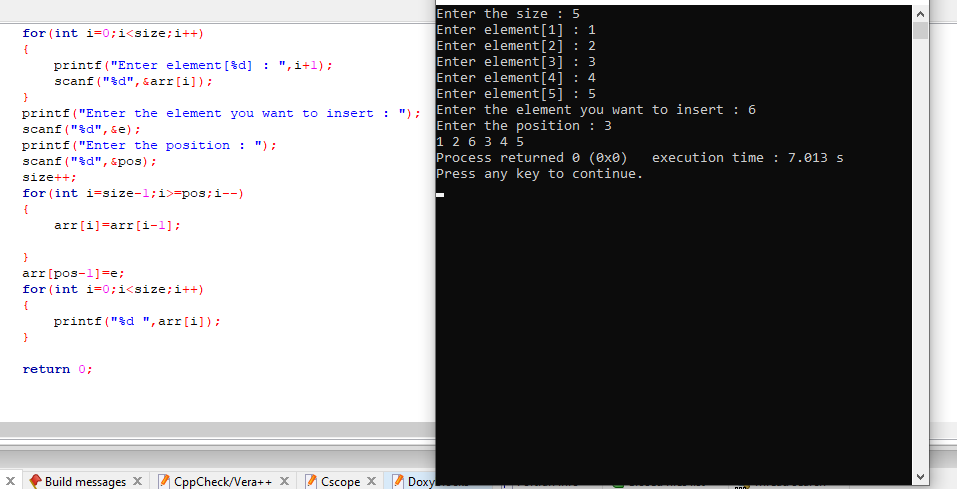 for(int i=0;i<size;i++)
{
printf("Enter element[%d] : ",i+1);
scanf("%d",&arr[i]);
}
printf("Enter the element you want to insert : ");
scanf("%d",&e);
printf("Enter the position : ");
scanf("%d",&pos);
size++;
for(int i=size-1;i>=pos;i--)
{
arr[i]=arr[i-1];
}
arr[pos-1]=e;
for(int i=0;i<size;i++)
{
printf("%d ",arr[i]);
}
return 0;
Enter the size : 5
Enter element[1] : 1
Enter element[2] : 2
Enter element[3] : 3
Enter element[4] : 4
Enter element[5] : 5
Enter the element you want to insert : 6
Enter the position : 3
1 2 6 3 4 5
Process returned 0 (0x0)   execution time : 7.013 s
Press any key to continue.
Build messages CppCheck/Vera++ Cscope